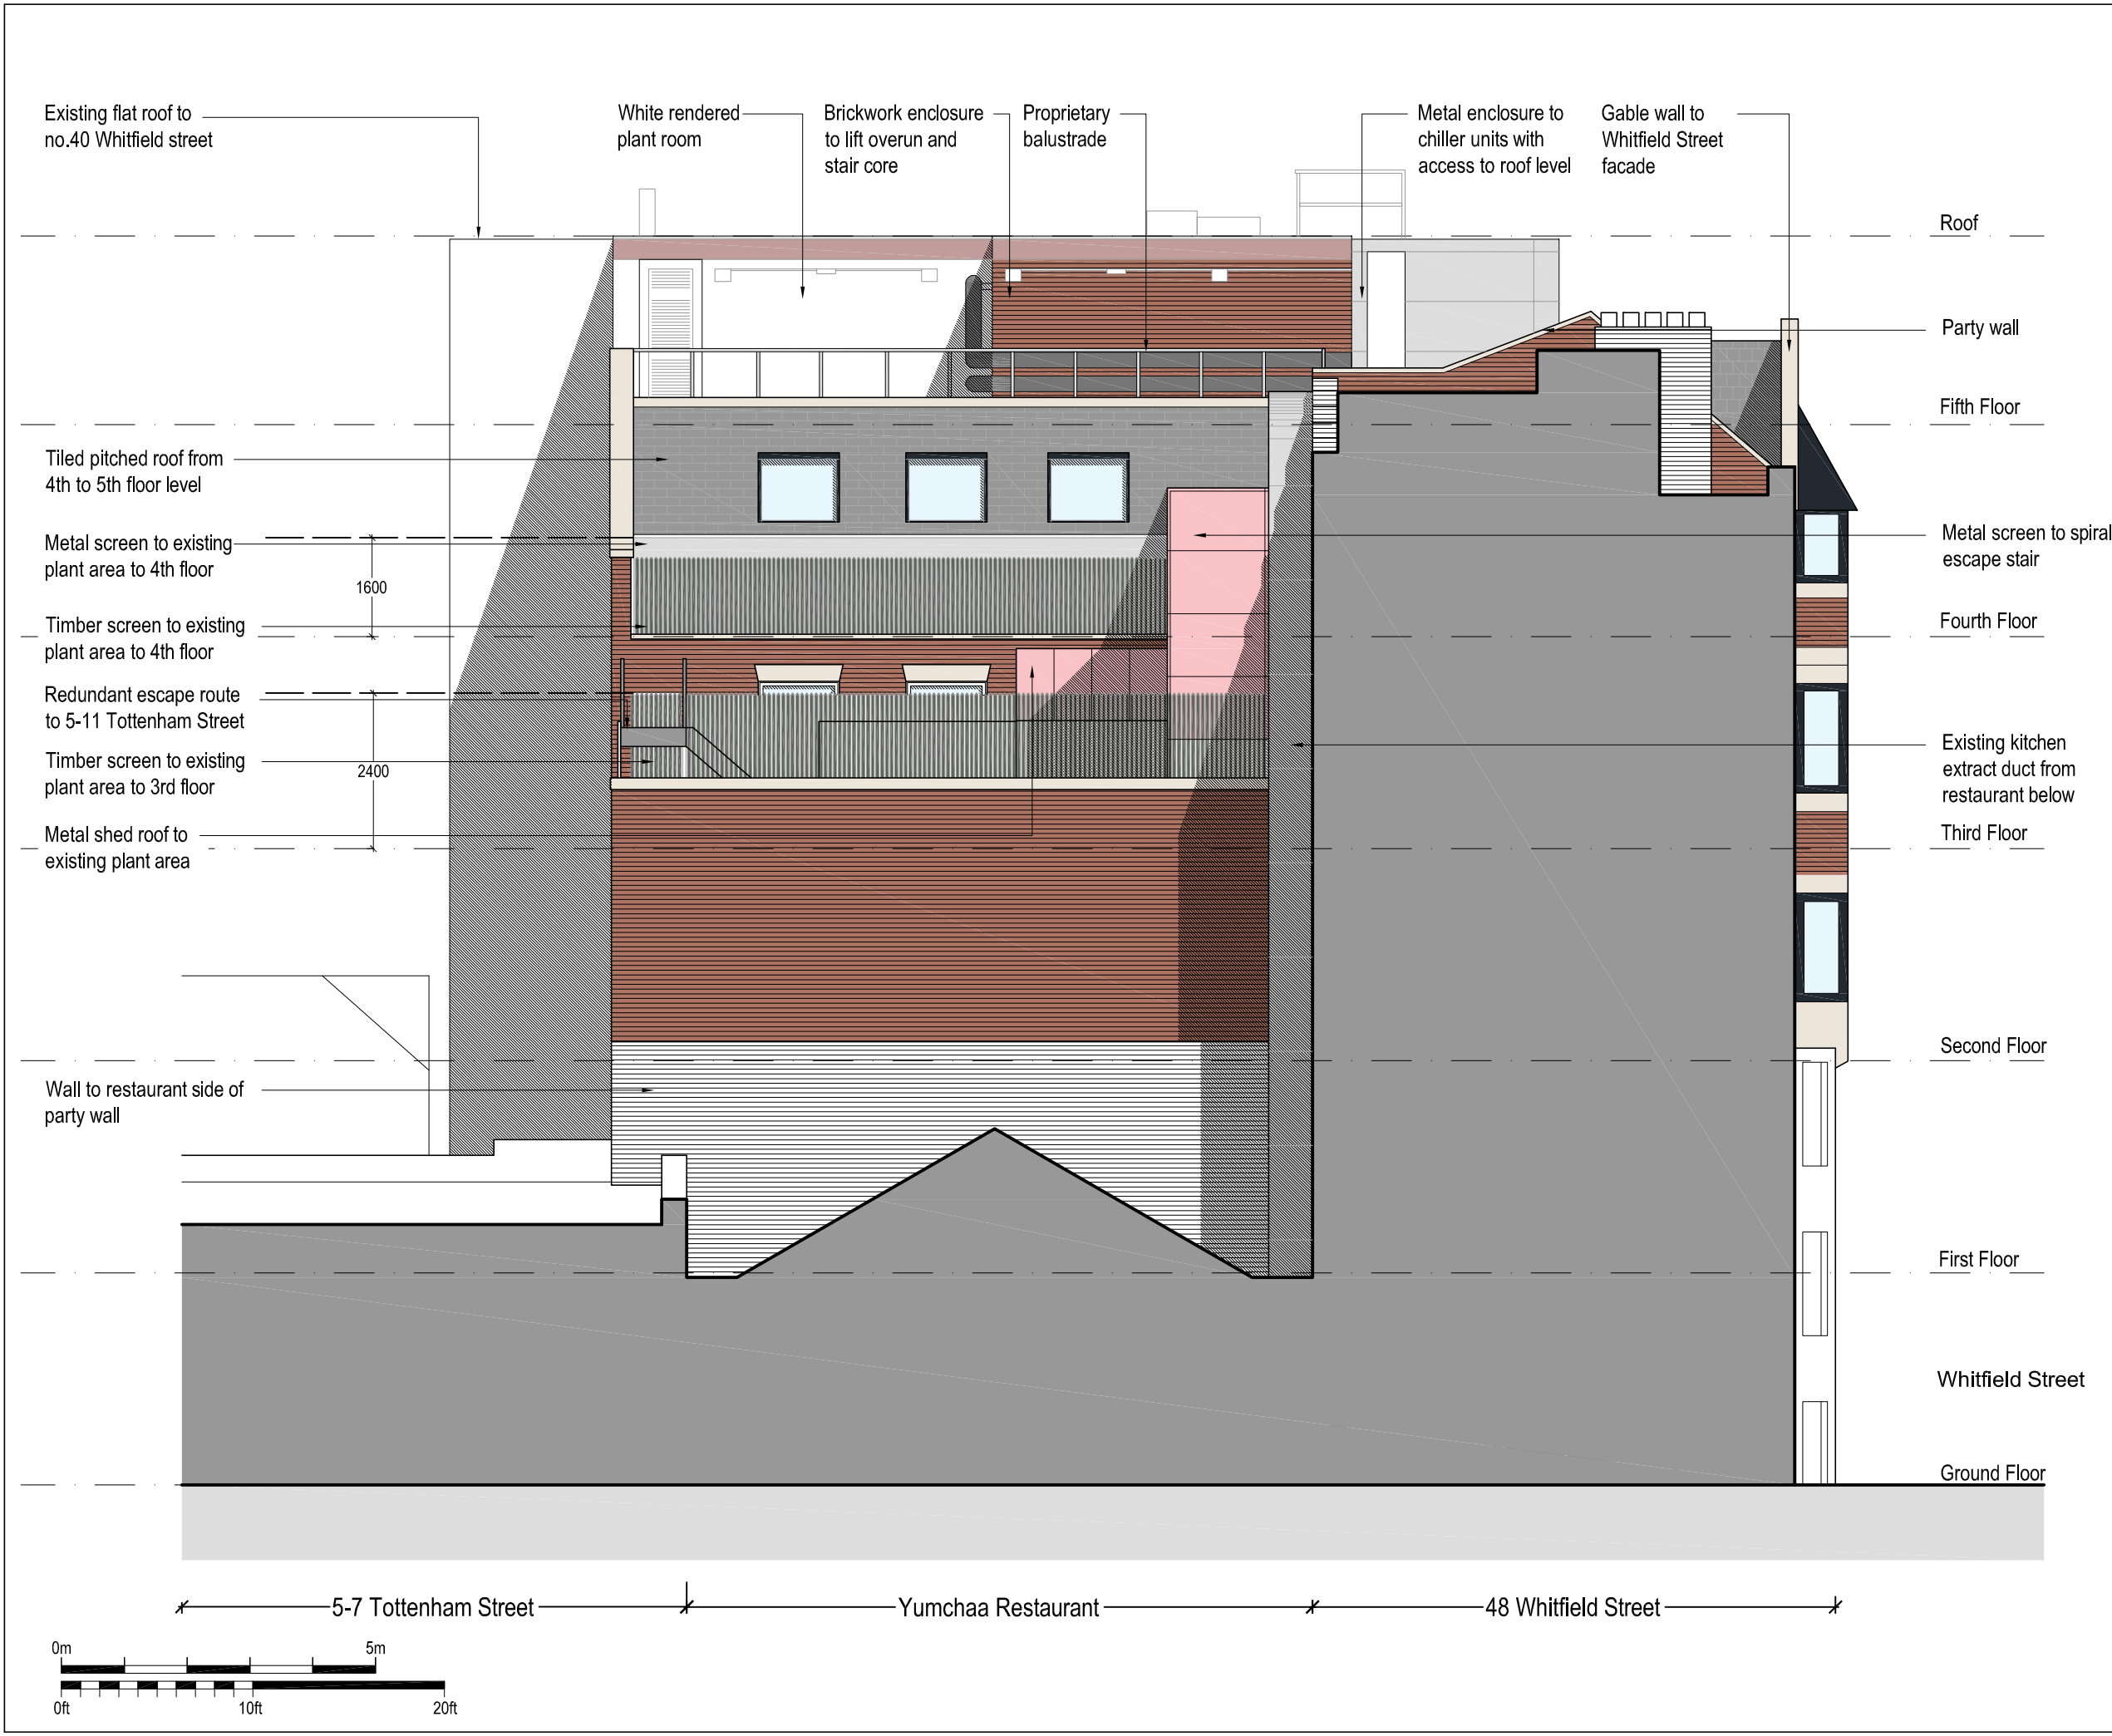 Existing flat roof to
no.40 Whitfield street
White rendered
plant room
Brickwork enclosure
to lift overun and
stair core
Proprietary
balustrade
Metal enclosure to
chiller units with
access to roof level
Gable wall to
Whitfield Street
facade
Roof
Party wall
Fifth Floor
Tiled pitched roof from
4th to 5th floor level
Metal screen to existing
plant area to 4th floor
1600
Metal screen to spiral
escape stair
Timber screen to existing
plant area to 4th floor
Fourth Floor
Redundant escape route
to 5-11 Tottenham Street
Timber screen to existing
plant area to 3rd floor
2400
Existing kitchen
extract duct from
restaurant below
Metal shed roof to
existing plant area
Third Floor
Second Floor
Wall to restaurant side of
party wall
First Floor
Whitfield Street
Ground Floor
5-7 Tottenham Street
Yumchaa Restaurant
48 Whitfield Street
0m 5m
0ft 10ft 20ft